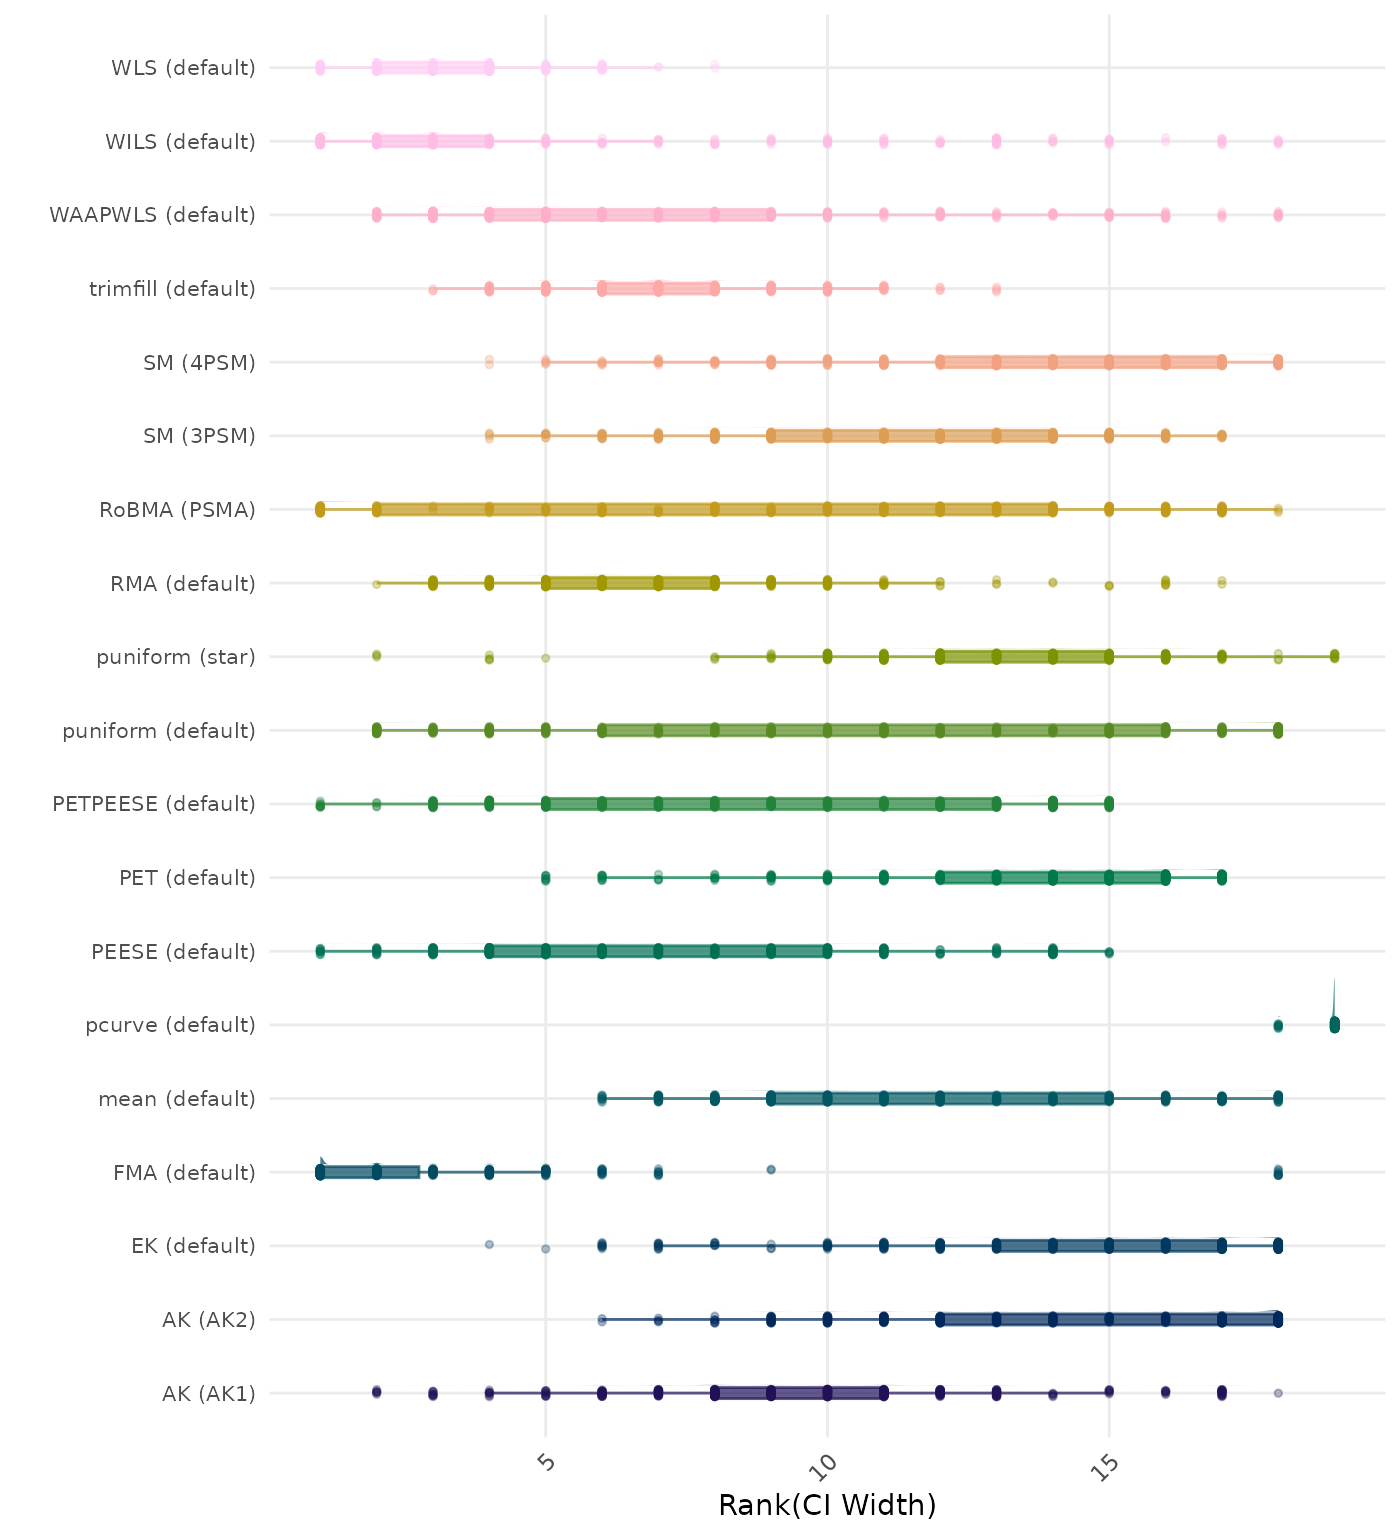 WLS (default)
WILS (default)
WAAPWLS (default)
trimfill (default)
SM (4PSM)
SM (3PSM)
RoBMA (PSMA)
RMA (default)
puniform (star)
puniform (default)
PETPEESE (default)
PET (default)
PEESE (default)
pcurve (default)
mean (default)
FMA (default)
EK (default)
AK (AK2)
AK (AK1)
5 10 15
Rank(CI Width)